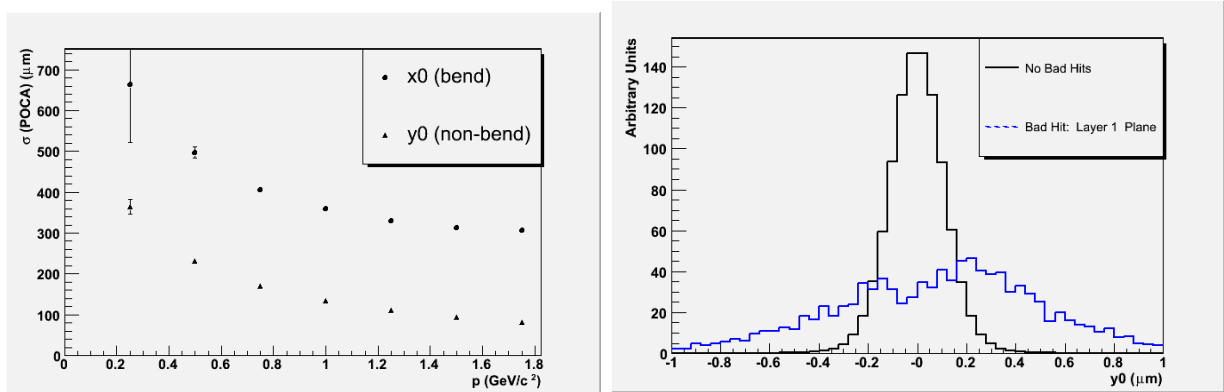 σ (POCA) (μm)
700
600
500
400
300
200
100
0
0 0.2 0.4 0.6 0.8 1.0 1.2 1.4 1.6 1.8
p (GeV/c ²)
x0 (bend)
y0 (non-bend)
Arbitrary Units
140
120
100
80
60
40
20
0
-1 -0.8 -0.6 -0.4 -0.2 -0 0.2 0.4 0.6 0.8 1
y0 (μm)
No Bad Hits
Bad Hit: Layer 1 Plane